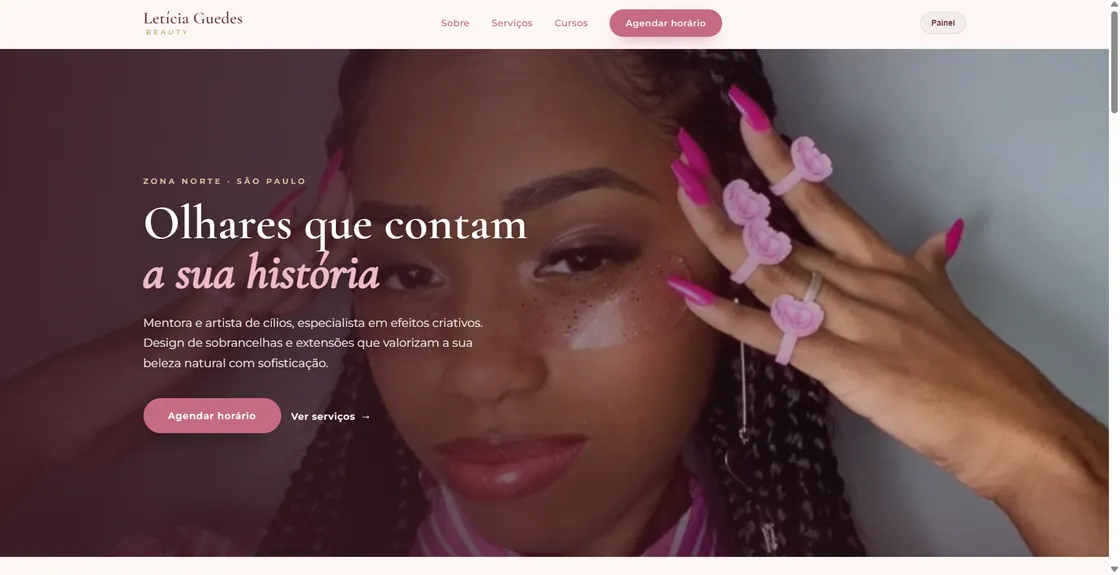 Letícia Guedes
BEAUTY
Sobre
Serviços
Cursos
Agendar horário
Painel
ZONA NORTE · SÃO PAULO
Olhares que contam
a sua história
Mentora e artista de cílios, especialista em efeitos criativos.
Design de sobrancelhas e extensões que valorizam a sua
beleza natural com sofisticação.
Agendar horário
Ver serviços →